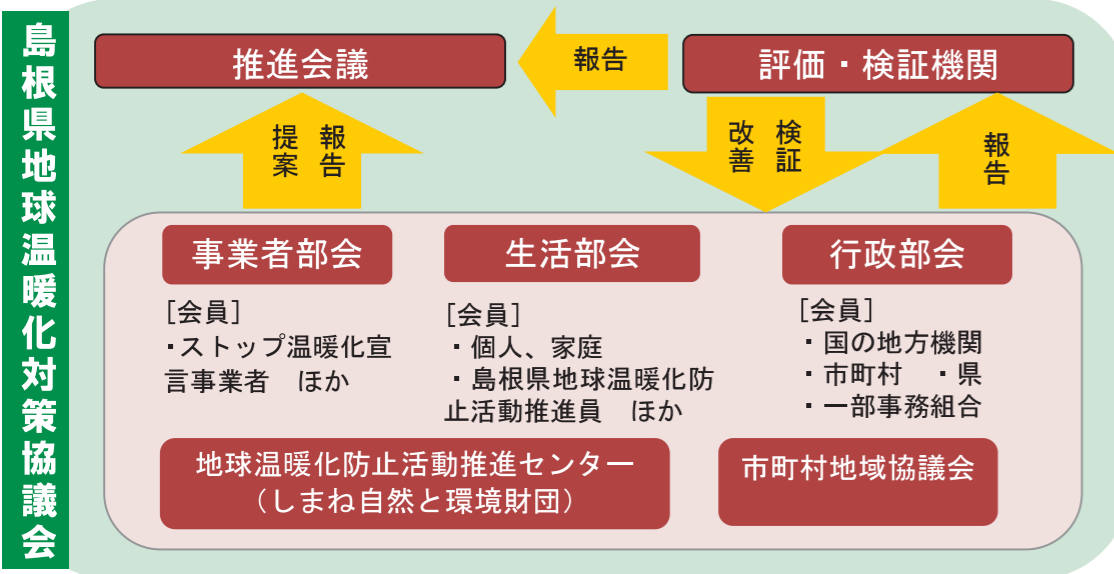 島根県地球温暖化対策協議会
推進会議
報告
評価・検証機関
提案
報告
改善
検証
報告
事業者部会
[会員]
・ストップ温暖化宣
言事業者　ほか
生活部会
[会員]
・個人、家庭
・島根県地球温暖化防
止活動推進員　ほか
行政部会
[会員]
・国の地方機関
・市町村　・県
・一部事務組合
地球温暖化防止活動推進センター
（しまね自然と環境財団）
市町村地域協議会